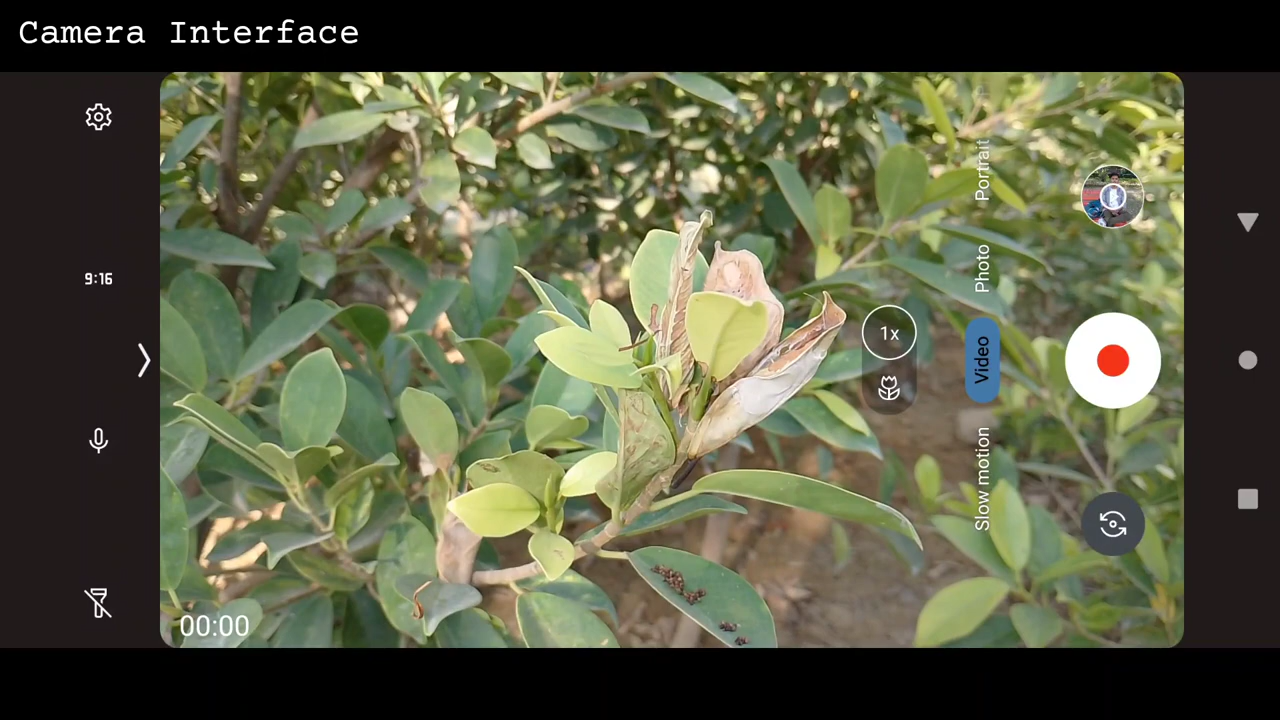 Camera Interface
9:16
00:00
1x
Portrait
Photo
Video
Slow motion